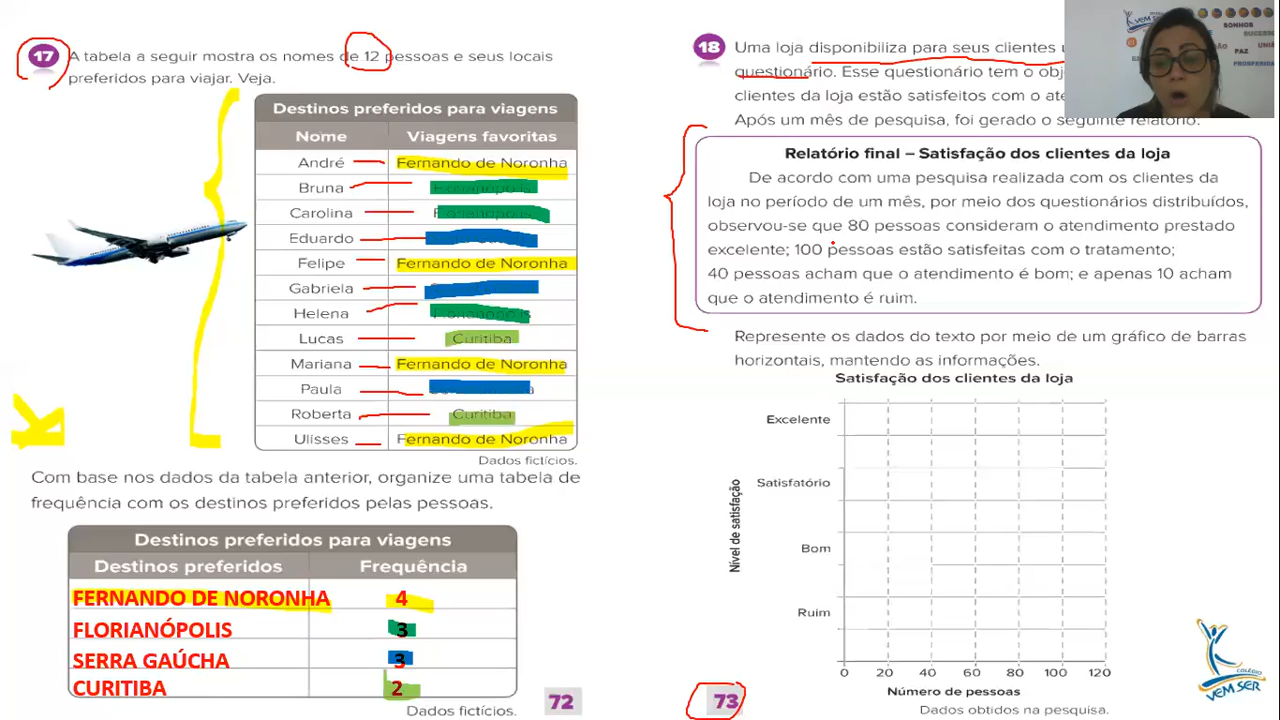 17 A tabela a seguir mostra os nomes de 12 pessoas e seus locais
preferidos para viajar. Veja.
Destinos preferidos para viagens
Nome Viagens favoritas
André Fernando de Noronha
Bruna Florianópolis
Carolina Florianópolis
Eduardo
Felipe Fernando de Noronha
Gabriela
Helena Florianópolis
Lucas Curitiba
Mariana Fernando de Noronha
Paula
Roberta Curitiba
Ulisses Fernando de Noronha
Dados fictícios.
Com base nos dados da tabela anterior, organize uma tabela de
frequência com os destinos preferidos pelas pessoas.
Destinos preferidos para viagens
Destinos preferidos Frequência
FERNANDO DE NORONHA 4
FLORIANÓPOLIS 3
SERRA GAÚCHA 3
CURITIBA 2
Dados fictícios.
72
18 Uma loja disponibiliza para seus clientes
questionário. Esse questionário tem o
clientes da loja estão satisfeitos com o
Após um mês de pesquisa, foi gerado o seguinte relatório.
Relatório final – Satisfação dos clientes da loja
De acordo com uma pesquisa realizada com os clientes da
loja no período de um mês, por meio dos questionários distribuídos,
observou-se que 80 pessoas consideram o atendimento prestado
excelente; 100 pessoas estão satisfeitas com o tratamento;
40 pessoas acham que o atendimento é bom; e apenas 10 acham
que o atendimento é ruim.
Represente os dados do texto por meio de um gráfico de barras
horizontais, mantendo as informações.
Satisfação dos clientes da loja
Nível de satisfação
Excelente
Satisfatório
Bom
Ruim
0 20 40 60 80 100 120
Número de pessoas
Dados obtidos na pesquisa.
73
COLÉGIO
VEM SER
VEM SER
SONHOS
PAZ